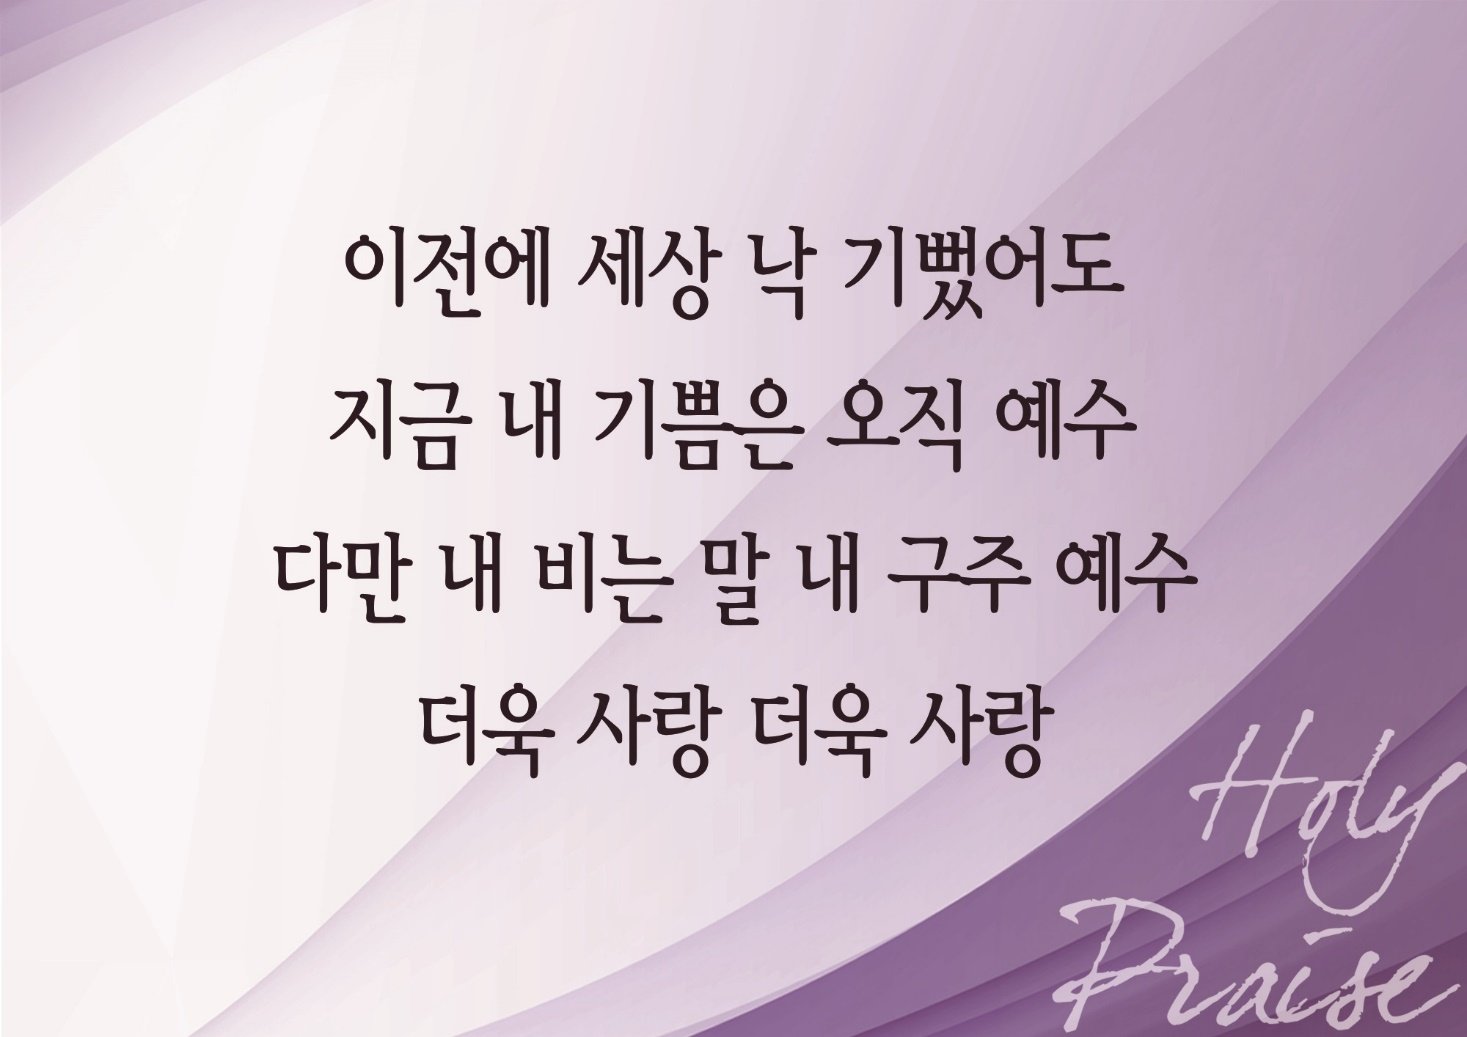 이전에 세상 낙 기뻤어도
지금 내 기쁨은 오직 예수
다만 내 비는 말 내 구주 예수
더욱 사랑 더욱 사랑
Holy
Praise